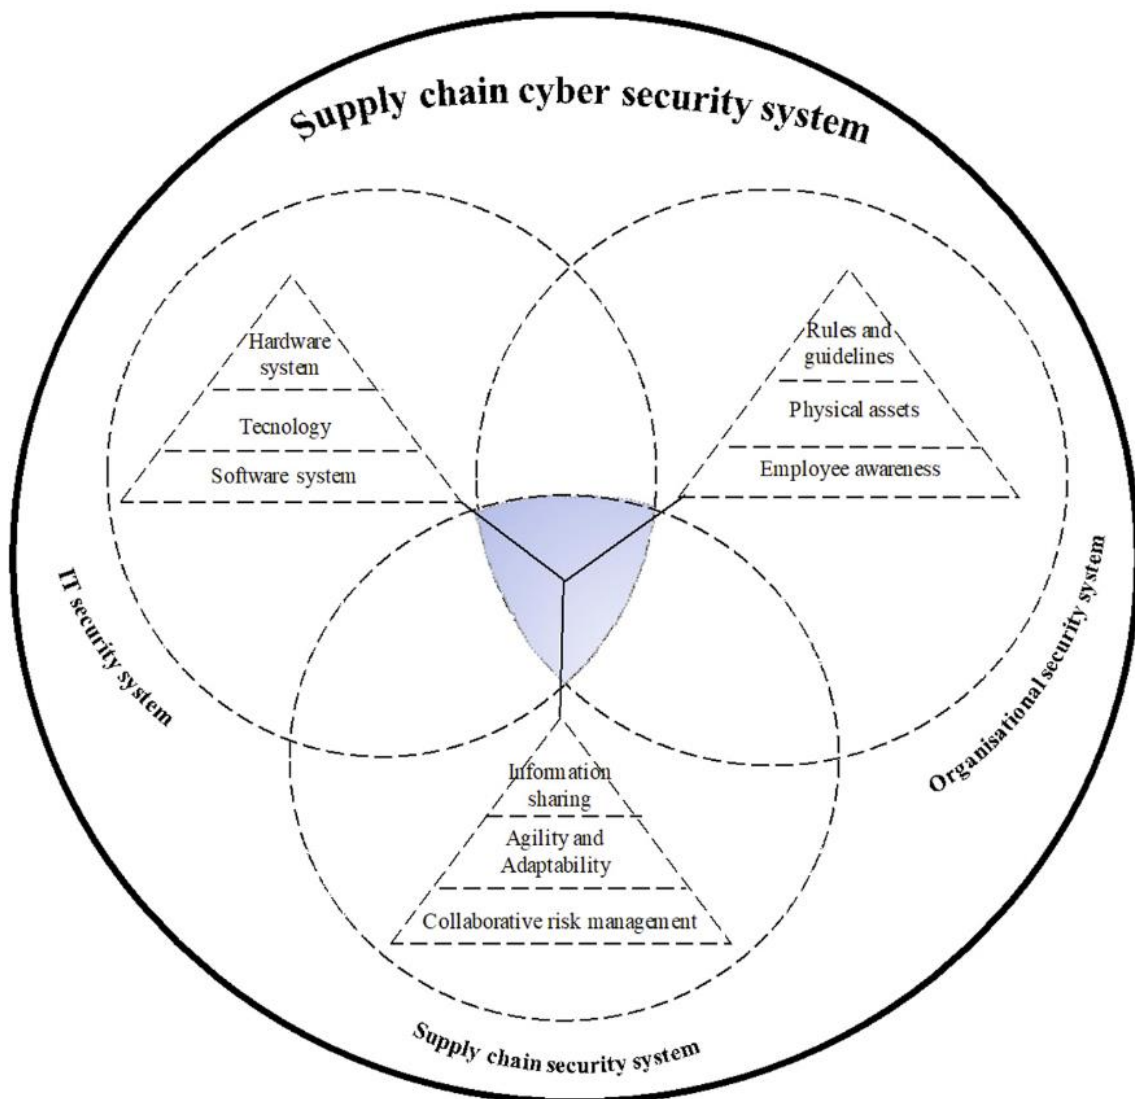 Supply chain cyber security system
Hardware
system
Tecnology
Software system
Rules and
guidelines
Physical assets
Employee awareness
IT security system
Organisational security system
Information
sharing
Agility and
Adaptability
Collaborative risk management
Supply chain security system